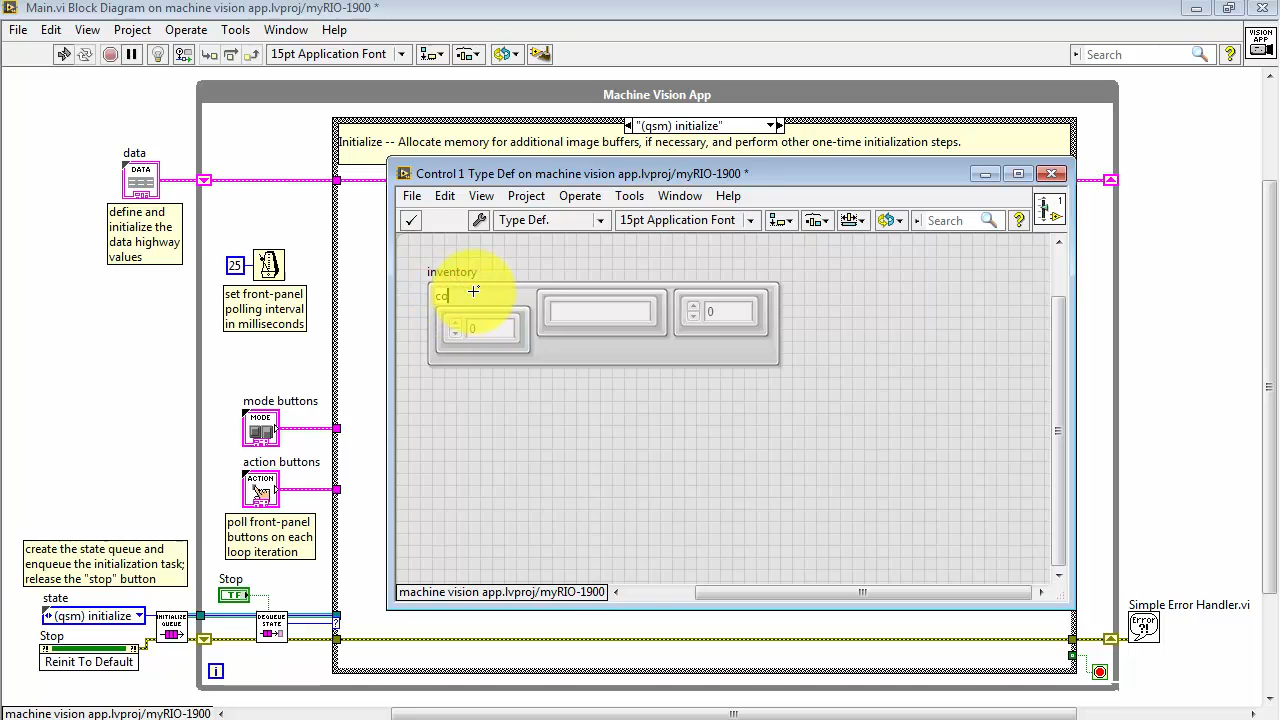 Main.vi Block Diagram on machine vision app.lvproj/myRIO-1900 *
File Edit View Project Operate Tools Window Help
15pt Application Font
Search
?
VISION
APP
Machine Vision App
"(qsm) initialize"
Initialize -- Allocate memory for additional image buffers, if necessary, and perform other one-time initialization steps.
data
DATA
define and
initialize the
data highway
values
25
set front-panel
polling interval
in milliseconds
mode buttons
MODE
action buttons
ACTION
poll front-panel
buttons on each
loop iteration
create the state queue and
enqueue the initialization task;
release the "stop" button
state
(qsm) initialize
INITIALIZE
QUEUE
Stop
TF
DEQUEUE
STATE
Stop
Reinit To Default
i
?
Simple Error Handler.vi
Error
?!
Control 1 Type Def on machine vision app.lvproj/myRIO-1900 *
File Edit View Project Operate Tools Window Help
Type Def.
15pt Application Font
Search
?
1
inventory
co
0
0
machine vision app.lvproj/myRIO-1900
machine vision app.lvproj/myRIO-1900